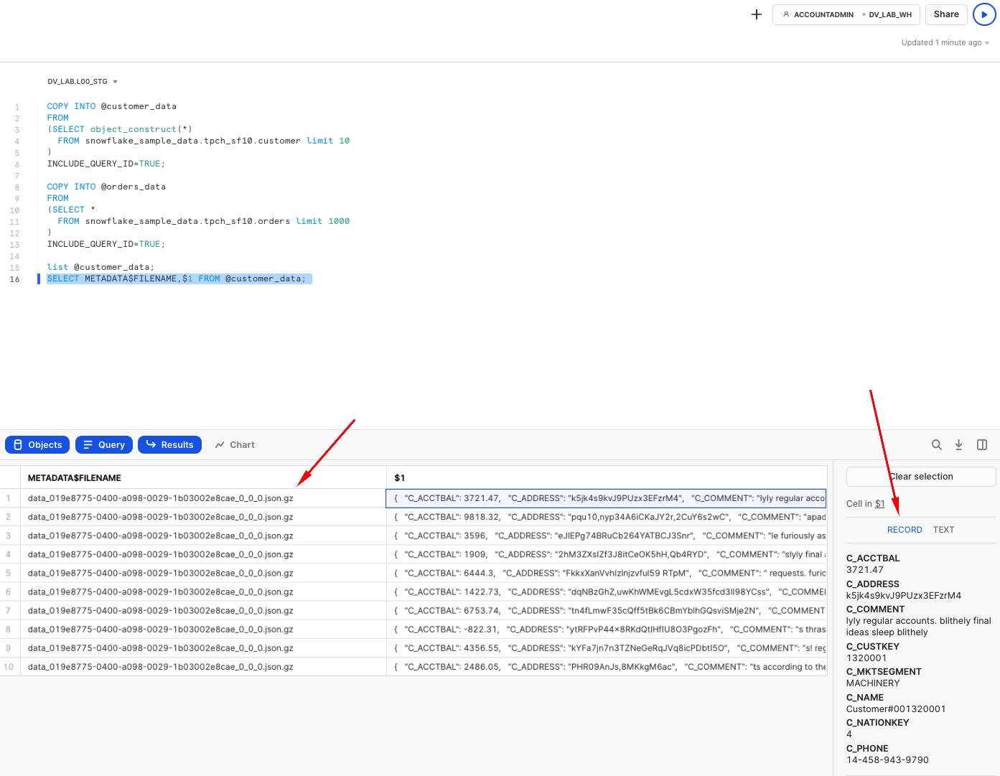 ACCOUNTADMIN DV_LAB_WH Share
Updated 1 minute ago
DV_LAB.L00_STG
1 COPY INTO @customer_data
2 FROM
3 (SELECT object_construct(*)
4 FROM snowflake_sample_data.tpch_sf10.customer limit 10
5 )
6 INCLUDE_QUERY_ID=TRUE;
7
8 COPY INTO @orders_data
9 FROM
10 (SELECT *
11 FROM snowflake_sample_data.tpch_sf10.orders limit 1000
12 )
13 INCLUDE_QUERY_ID=TRUE;
14
15 list @customer_data;
16 SELECT METADATA$FILENAME,$1 FROM @customer_data;
Objects Query Results Chart
METADATA$FILENAME $1
1 data_019e8775-0400-a098-0029-1b03002e8cae_0_0_0.json.gz { "C_ACCTBAL": 3721.47, "C_ADDRESS": "k5jk4s9kvJ9PUzx3EFzrM4", "C_COMMENT": "lyly regular acco
2 data_019e8775-0400-a098-0029-1b03002e8cae_0_0_0.json.gz { "C_ACCTBAL": 9818.32, "C_ADDRESS": "pqu10,nyp34A6iCKaJY2r,2CuY6s2wC", "C_COMMENT": "apad
3 data_019e8775-0400-a098-0029-1b03002e8cae_0_0_0.json.gz { "C_ACCTBAL": 3596, "C_ADDRESS": "eJIEPg74BRuCb264YATBCJ3Snr", "C_COMMENT": "le furiously as
4 data_019e8775-0400-a098-0029-1b03002e8cae_0_0_0.json.gz { "C_ACCTBAL": 1909, "C_ADDRESS": "2hM3ZXsIZf3J8itCeOK5hH,Qb4RYD", "C_COMMENT": "slyly final
5 data_019e8775-0400-a098-0029-1b03002e8cae_0_0_0.json.gz { "C_ACCTBAL": 6444.3, "C_ADDRESS": "FkkxXanVvhIzInjzvfuI59 RTpM", "C_COMMENT": " requests. furic
6 data_019e8775-0400-a098-0029-1b03002e8cae_0_0_0.json.gz { "C_ACCTBAL": 1422.73, "C_ADDRESS": "dqNBzGhZ,uwKhWMEvgL5cdxW35fcd3II98YCss", "C_COMMEI
7 data_019e8775-0400-a098-0029-1b03002e8cae_0_0_0.json.gz { "C_ACCTBAL": 6753.74, "C_ADDRESS": "tn4fLmwF35cQff5tBk6CBmYbIhGQsviSMje2N", "C_COMMENT
8 data_019e8775-0400-a098-0029-1b03002e8cae_0_0_0.json.gz { "C_ACCTBAL": -822.31, "C_ADDRESS": "ytRFPvP44x8RKdQtIHfIU8O3PgozFh", "C_COMMENT": "s thras
9 data_019e8775-0400-a098-0029-1b03002e8cae_0_0_0.json.gz { "C_ACCTBAL": 4356.55, "C_ADDRESS": "kYFa7jn7n3TZNeGeRqJVq8icPDbtI5O", "C_COMMENT": "s! reg
10 data_019e8775-0400-a098-0029-1b03002e8cae_0_0_0.json.gz { "C_ACCTBAL": 2486.05, "C_ADDRESS": "PHR09AnJs,8MKkgM6ac", "C_COMMENT": "ts according to the
Clear selection
Cell in $1
RECORD TEXT
C_ACCTBAL
3721.47
C_ADDRESS
k5jk4s9kvJ9PUzx3EFzrM4
C_COMMENT
lyly regular accounts. blithely final
ideas sleep blithely
C_CUSTKEY
1320001
C_MKTSEGMENT
MACHINERY
C_NAME
Customer#001320001
C_NATIONKEY
4
C_PHONE
14-458-943-9790